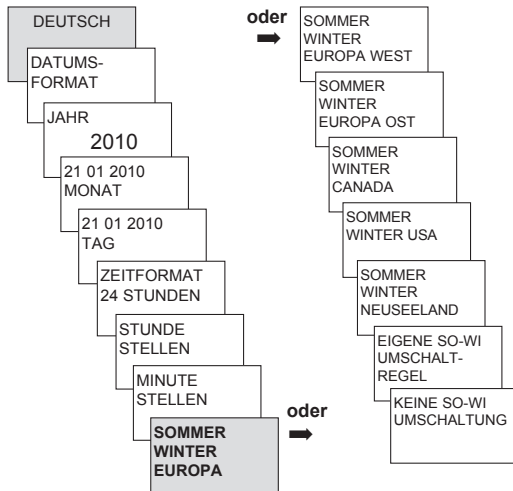 DEUTSCH
DATUMS-
FORMAT
JAHR
2010
21 01 2010
MONAT
21 01 2010
TAG
ZEITFORMAT
24 STUNDEN
STUNDE
STELLEN
MINUTE
STELLEN
SOMMER
WINTER
EUROPA
oder
oder
SOMMER
WINTER
EUROPA WEST
SOMMER
WINTER
EUROPA OST
SOMMER
WINTER
CANADA
SOMMER
WINTER USA
SOMMER
WINTER
NEUSEELAND
EIGENE SO-WI
UMSCHALT-
REGEL
KEINE SO-WI
UMSCHALTUNG